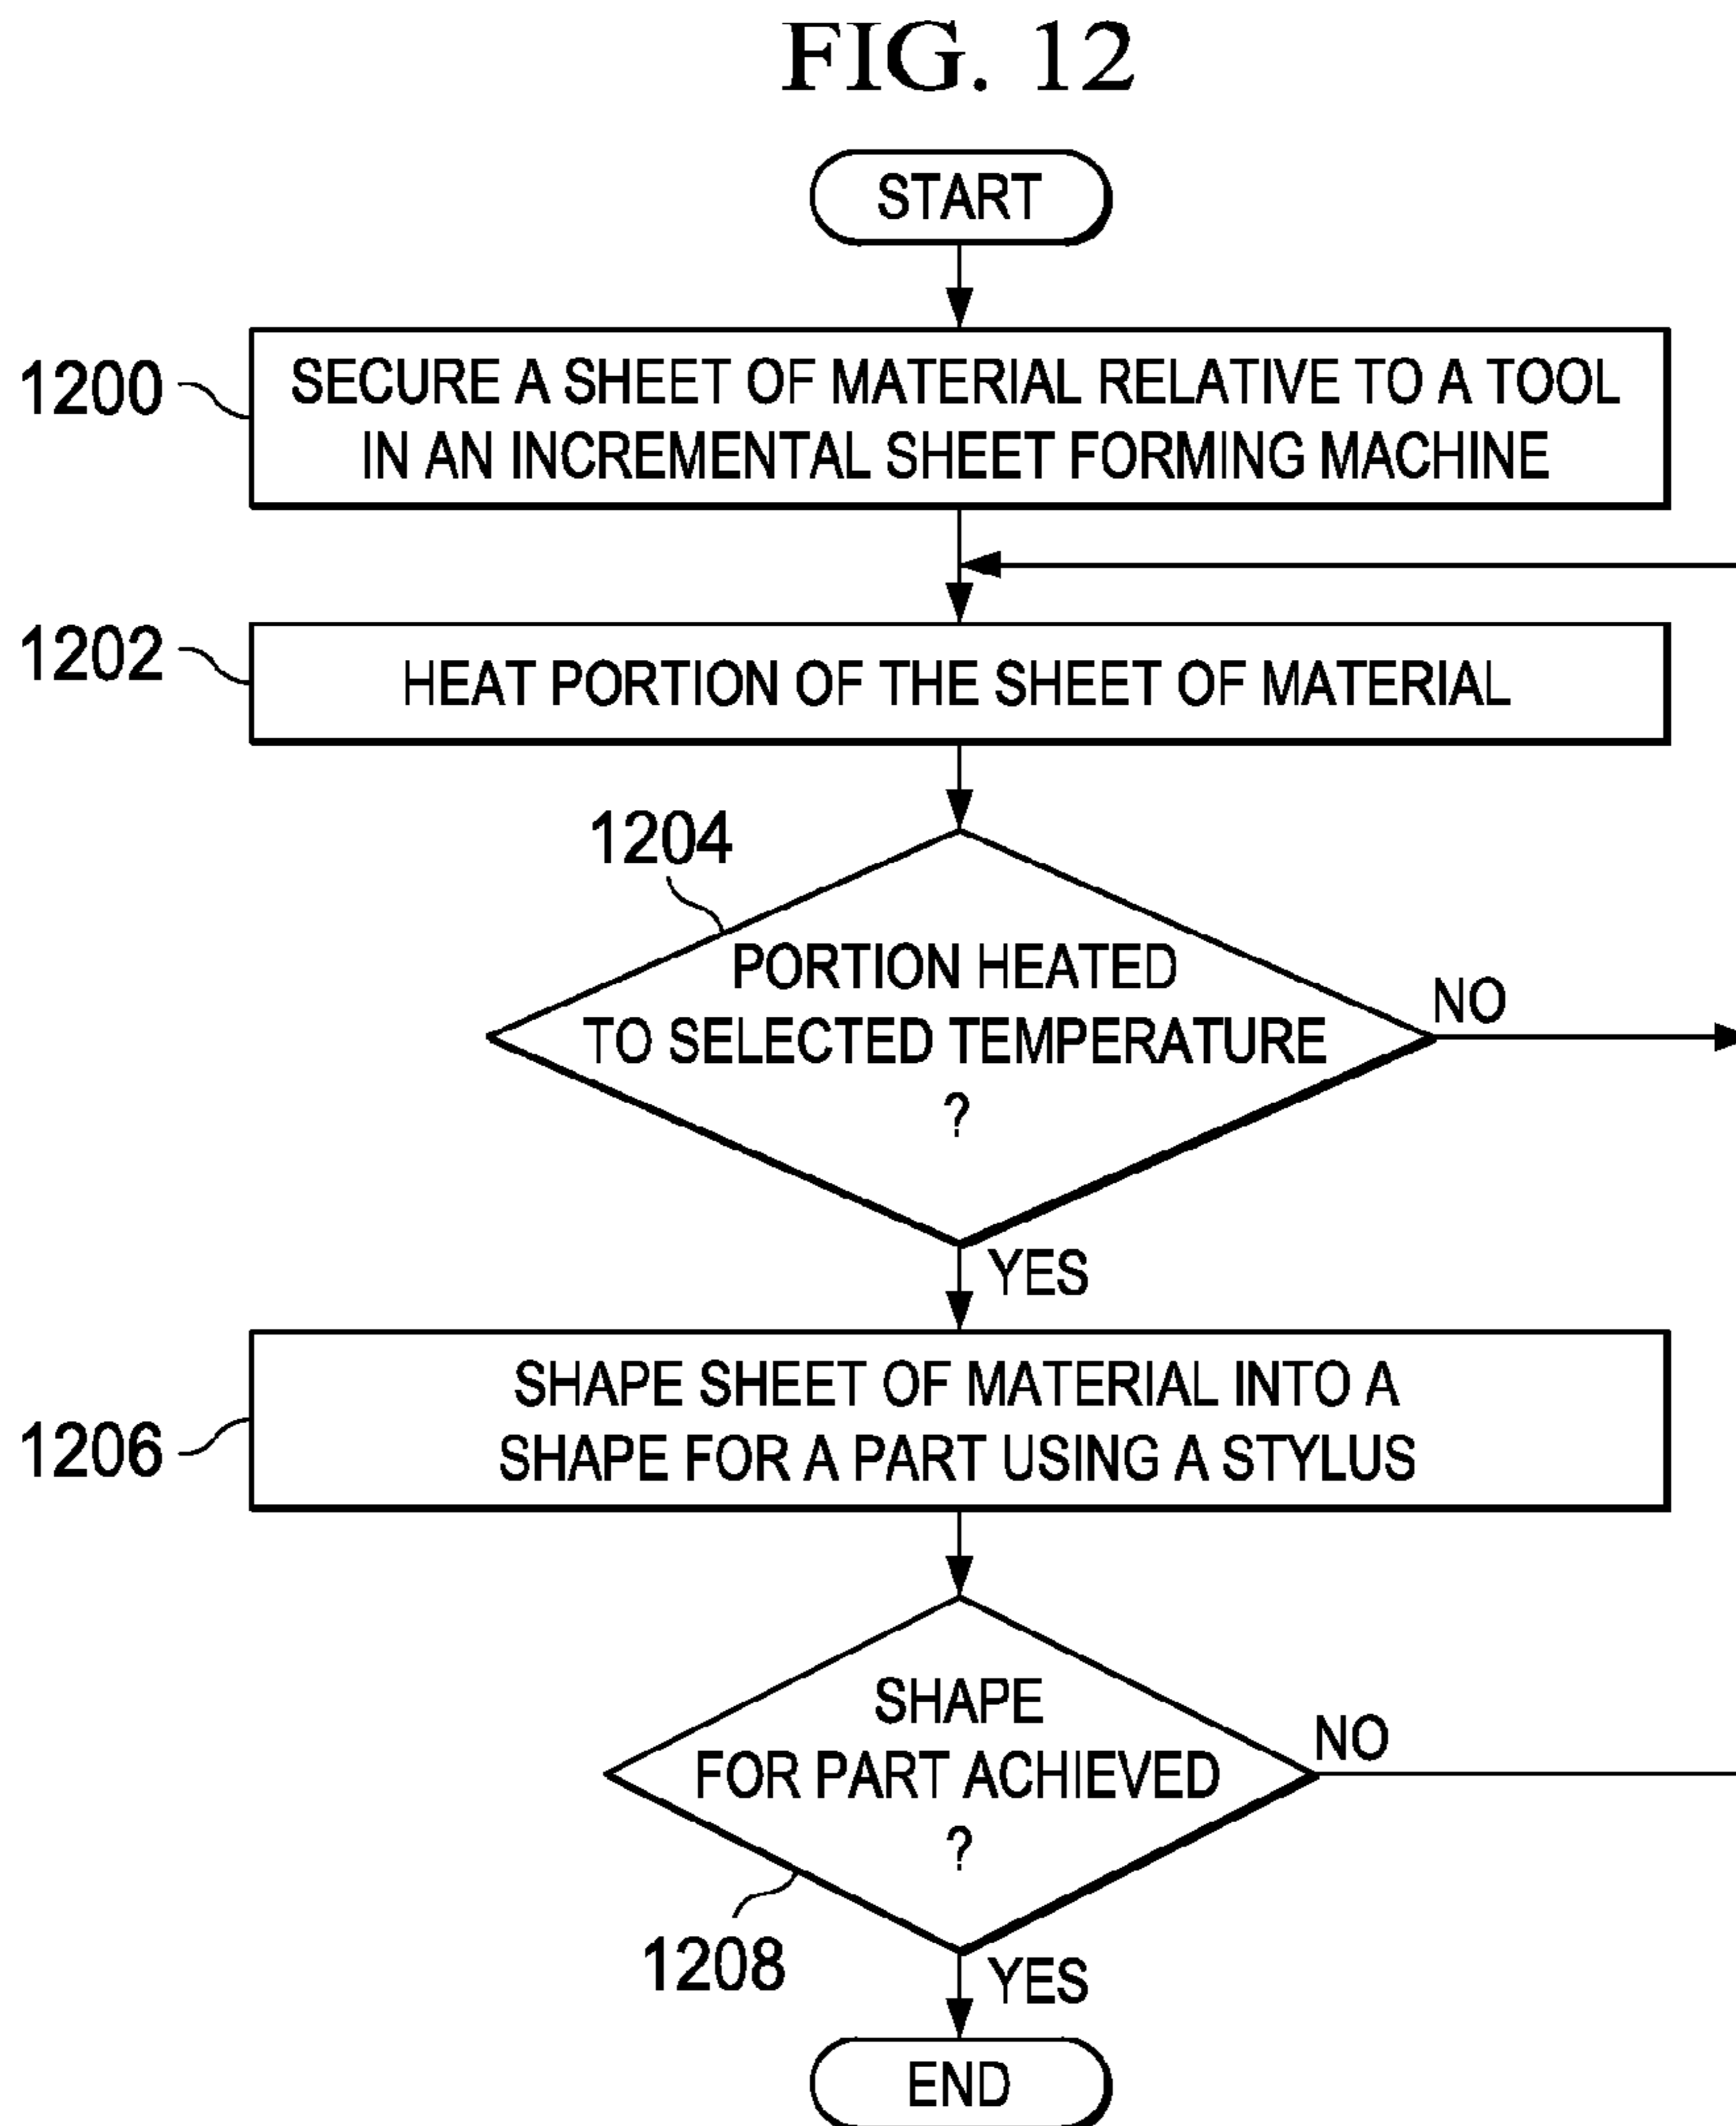 FIG. 12
START
1200
SECURE A SHEET OF MATERIAL RELATIVE TO A TOOL
IN AN INCREMENTAL SHEET FORMING MACHINE
1202
HEAT PORTION OF THE SHEET OF MATERIAL
1204
PORTION HEATED
TO SELECTED TEMPERATURE
?
NO
YES
1206
SHAPE SHEET OF MATERIAL INTO A
SHAPE FOR A PART USING A STYLUS
SHAPE
FOR PART ACHIEVED
?
NO
1208
YES
END